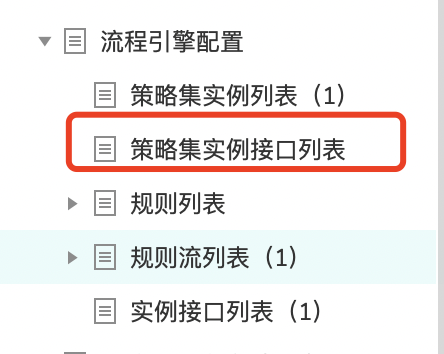 流程引擎配置
策略集实例列表（1）
策略集实例接口列表
规则列表
规则流列表（1）
实例接口列表（1）